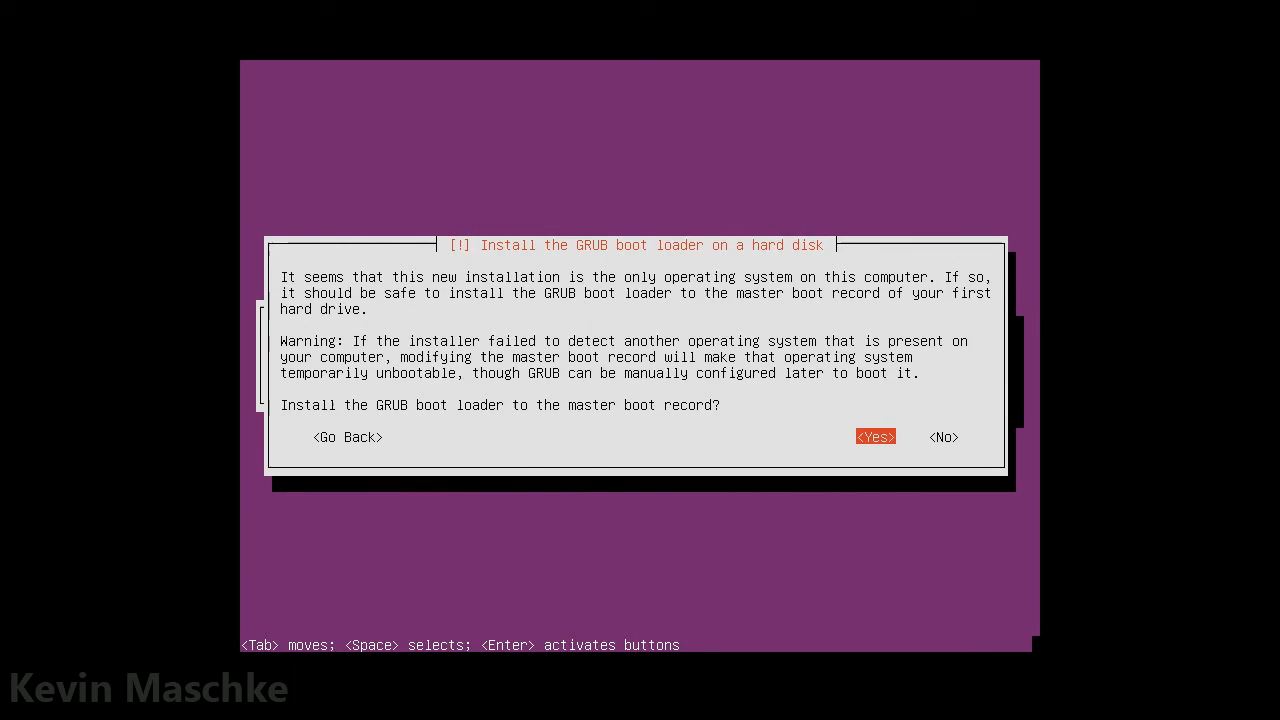 [!] Install the GRUB boot loader on a hard disk
It seems that this new installation is the only operating system on this computer. If so,
it should be safe to install the GRUB boot loader to the master boot record of your first
hard drive.
Warning: If the installer failed to detect another operating system that is present on
your computer, modifying the master boot record will make that operating system
temporarily unbootable, though GRUB can be manually configured later to boot it.
Install the GRUB boot loader to the master boot record?
<Go Back> <Yes> <No>
<Tab> moves; <Space> selects; <Enter> activates buttons
Kevin Maschke